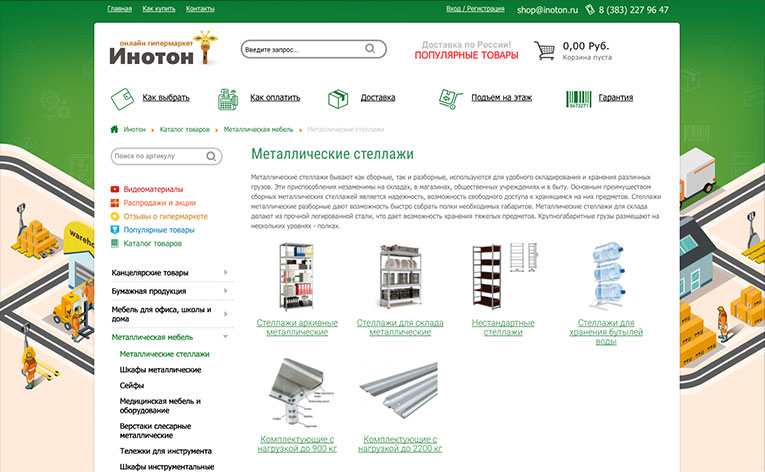 Главная Как купить Контакты Вход / Регистрация shop@inoton.ru 8 (383) 227 96 47
онлайн гипермаркет
Инотон
Введите запрос...
Доставка по России!
ПОПУЛЯРНЫЕ ТОВАРЫ
0,00 Руб.
Корзина пуста
Как выбрать Как оплатить Доставка Подъем на этаж Гарантия
0673271
Инотон Каталог товаров Металлическая мебель Металлические стеллажи
Поиск по артикулу
Видеоматериалы
Распродажи и акции
Отзывы о гипермаркете
Популярные товары
Каталог товаров
Канцелярские товары
Бумажная продукция
Мебель для офиса, школы и
дома
Металлическая мебель
Металлические стеллажи
Шкафы металлические
Сейфы
Медицинская мебель и
оборудование
Верстаки слесарные
металлические
Тележки для инструмента
Шкафы инструментальные
Металлические стеллажи
Металлические стеллажи бывают как сборные, так и разборные, используются для удобного складирования и хранения различных
грузов. Эти приспособления незаменимы на складах, в магазинах, общественных учреждениях и в быту. Основным преимуществом
сборных металлических стеллажей является надежность, возможность свободного доступа к хранящимся на них предметов. Стеллажи
металлические разборные дают возможность быстро собрать полки необходимых габаритов. Металлические стеллажи для склада
делают из прочной легированной стали, что дает возможность хранения тяжелых предметов. Крупногабаритные грузы размещают на
нескольких уровнях - полках.
Стеллажи архивные
металлические
Стеллажи для склада
металлические
Нестандартные
стеллажи
Стеллажи для
хранения бутылей
воды
Комплектующие с
нагрузкой до 900 кг
Комплектующие с
нагрузкой до 2200 кг